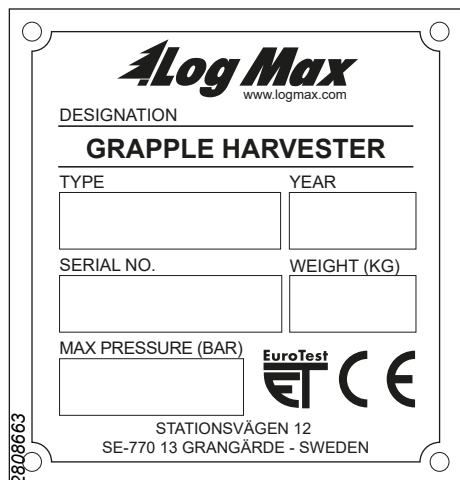 Log Max
www.logmax.com
DESIGNATION
GRAPPLE HARVESTER
TYPE YEAR
SERIAL NO. WEIGHT (KG)
MAX PRESSURE (BAR)
EuroTest
ET CE
STATIONSVÄGEN 12
SE-770 13 GRANGÄRDE - SWEDEN
2808663